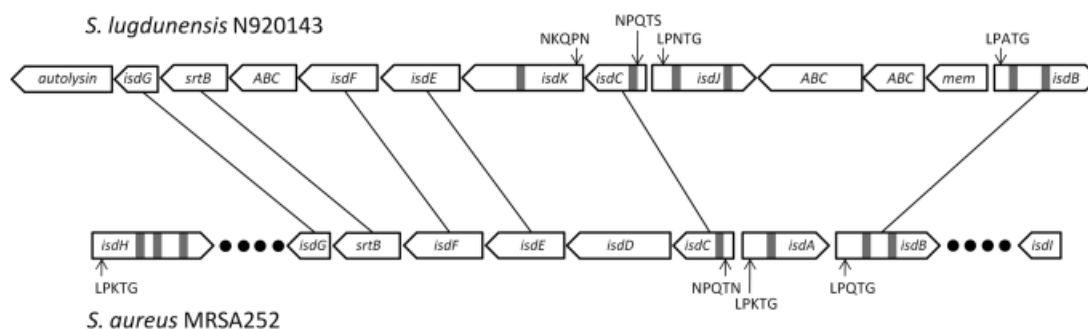 S. lugdunensis N920143
NPQTS
NKQPN LPNTG LPATG
autolysin isdG srtB ABC isdF isdE isdK isdC isdJ ABC ABC mem isdB
isdH isdG srtB isdF isdE isdD isdC isdA isdB isdI
LPKTG NPQTN LPKTG LPQTG
S. aureus MRSA252